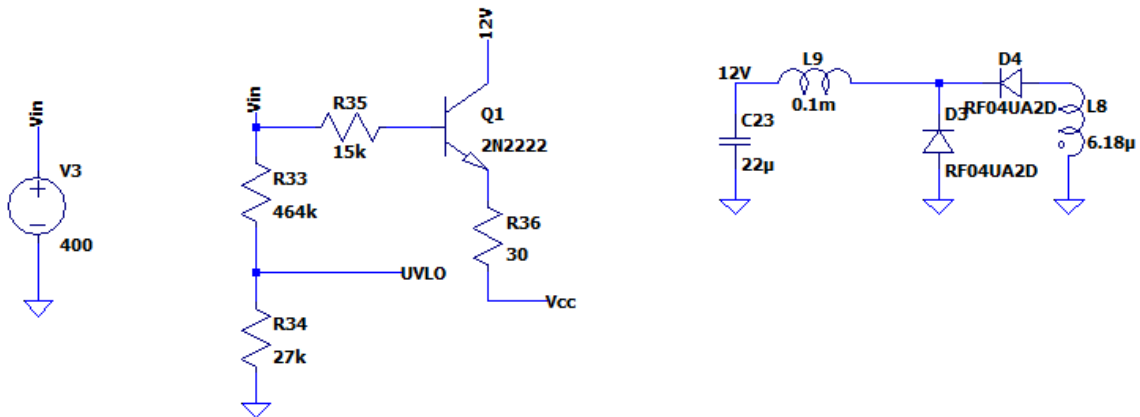 Vin
V3
400
Vin
R35
15k
R33
464k
UVLO
R34
27k
12V
Q1
2N2222
R36
30
Vcc
12V
L9
0.1m
C23
22µ
D3
RF04UA2D
D4
RF04UA2D
L8
6.18µ